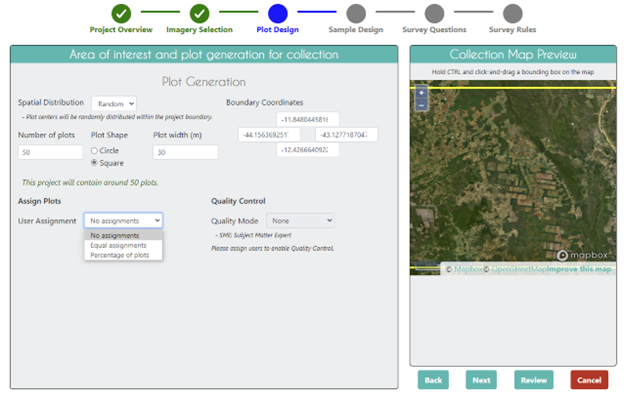 Project Overview Imagery Selection Plot Design Sample Design Survey Questions Survey Rules
Area of interest and plot generation for collection
Plot Generation
Spatial Distribution Random
- Plot centers will be randomly distributed within the project boundary.
Number of plots Plot Shape Plot width (m)
50 Circle 30
Square
Boundary Coordinates
-11.8480445816
-44.1563692517 -43.1277187047
-12.4266640922
This project will contain around 50 plots.
Assign Plots
User Assignment No assignments
No assignments
Equal assignments
Percentage of plots
Quality Control
Quality Mode None
- SME: Subject Matter Expert
Please assign users to enable Quality Control.
Collection Map Preview
Hold CTRL and click-and-drag a bounding box on the map
+
−
mapbox
© Mapbox © OpenStreetMap Improve this map
Back Next Review Cancel